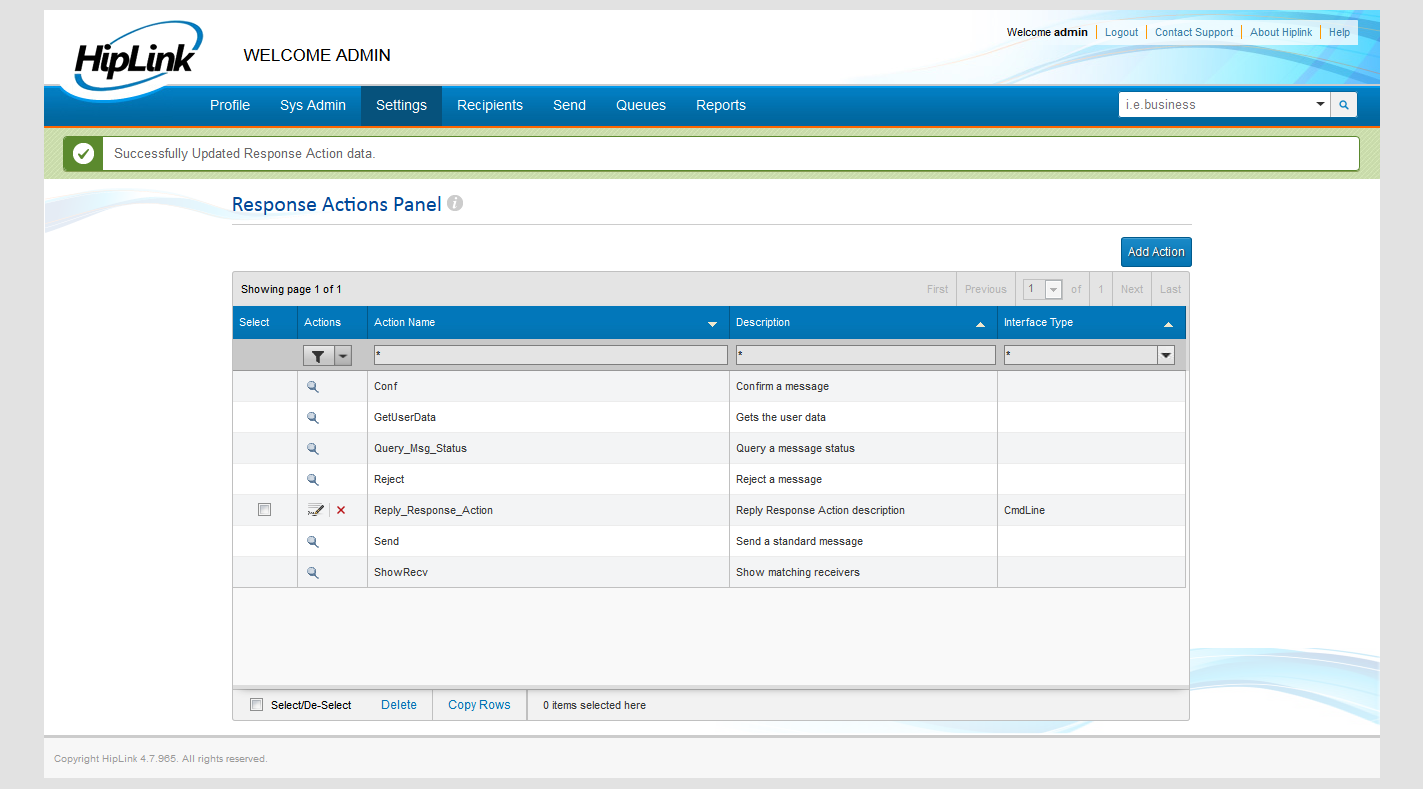 HipLink
WELCOME ADMIN
Welcome admin Logout Contact Support About Hiplink Help
Profile Sys Admin Settings Recipients Send Queues Reports i.e.business
Successfully Updated Response Action data.
Response Actions Panel i
Add Action
Showing page 1 of 1 First Previous 1 of 1 Next Last
Select Actions Action Name Description Interface Type
* * *
Conf Confirm a message
GetUserData Gets the user data
Query_Msg_Status Query a message status
Reject Reject a message
Reply_Response_Action Reply Response Action description CmdLine
Send Send a standard message
ShowRecv Show matching receivers
Select/De-Select Delete Copy Rows 0 items selected here
Copyright HipLink 4.7.965. All rights reserved.